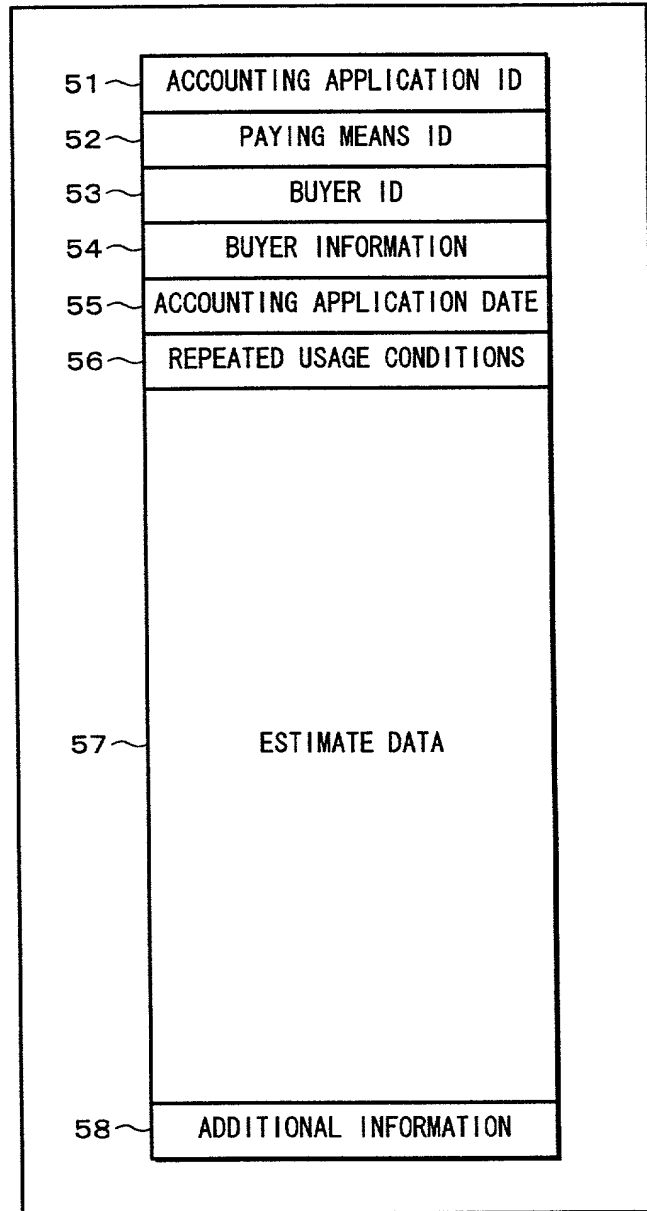 51 ACCOUNTING APPLICATION ID
52 PAYING MEANS ID
53 BUYER ID
54 BUYER INFORMATION
55 ACCOUNTING APPLICATION DATE
56 REPEATED USAGE CONDITIONS
57 ESTIMATE DATA
58 ADDITIONAL INFORMATION